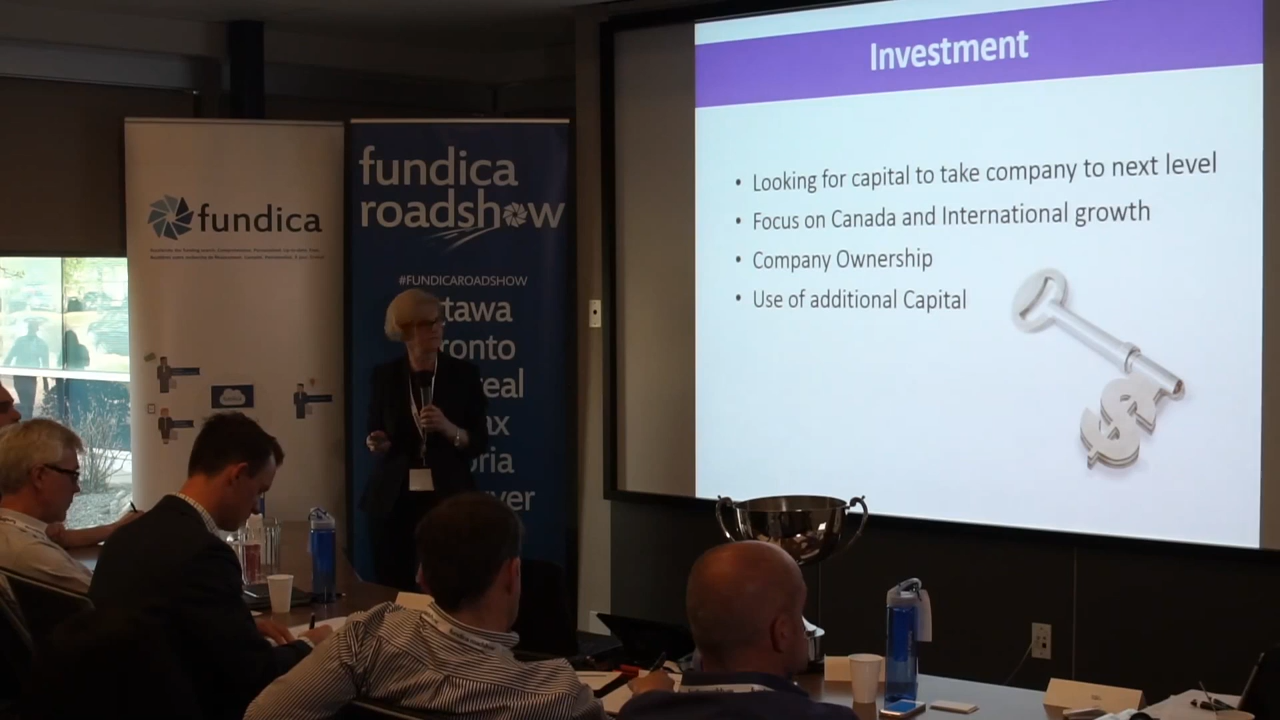 fundica
fundica
roadshow
#FUNDICAROADSHOW
tawa
ronto
real
ax
oria
ver
Investment
• Looking for capital to take company to next level
• Focus on Canada and International growth
• Company Ownership
• Use of additional Capital